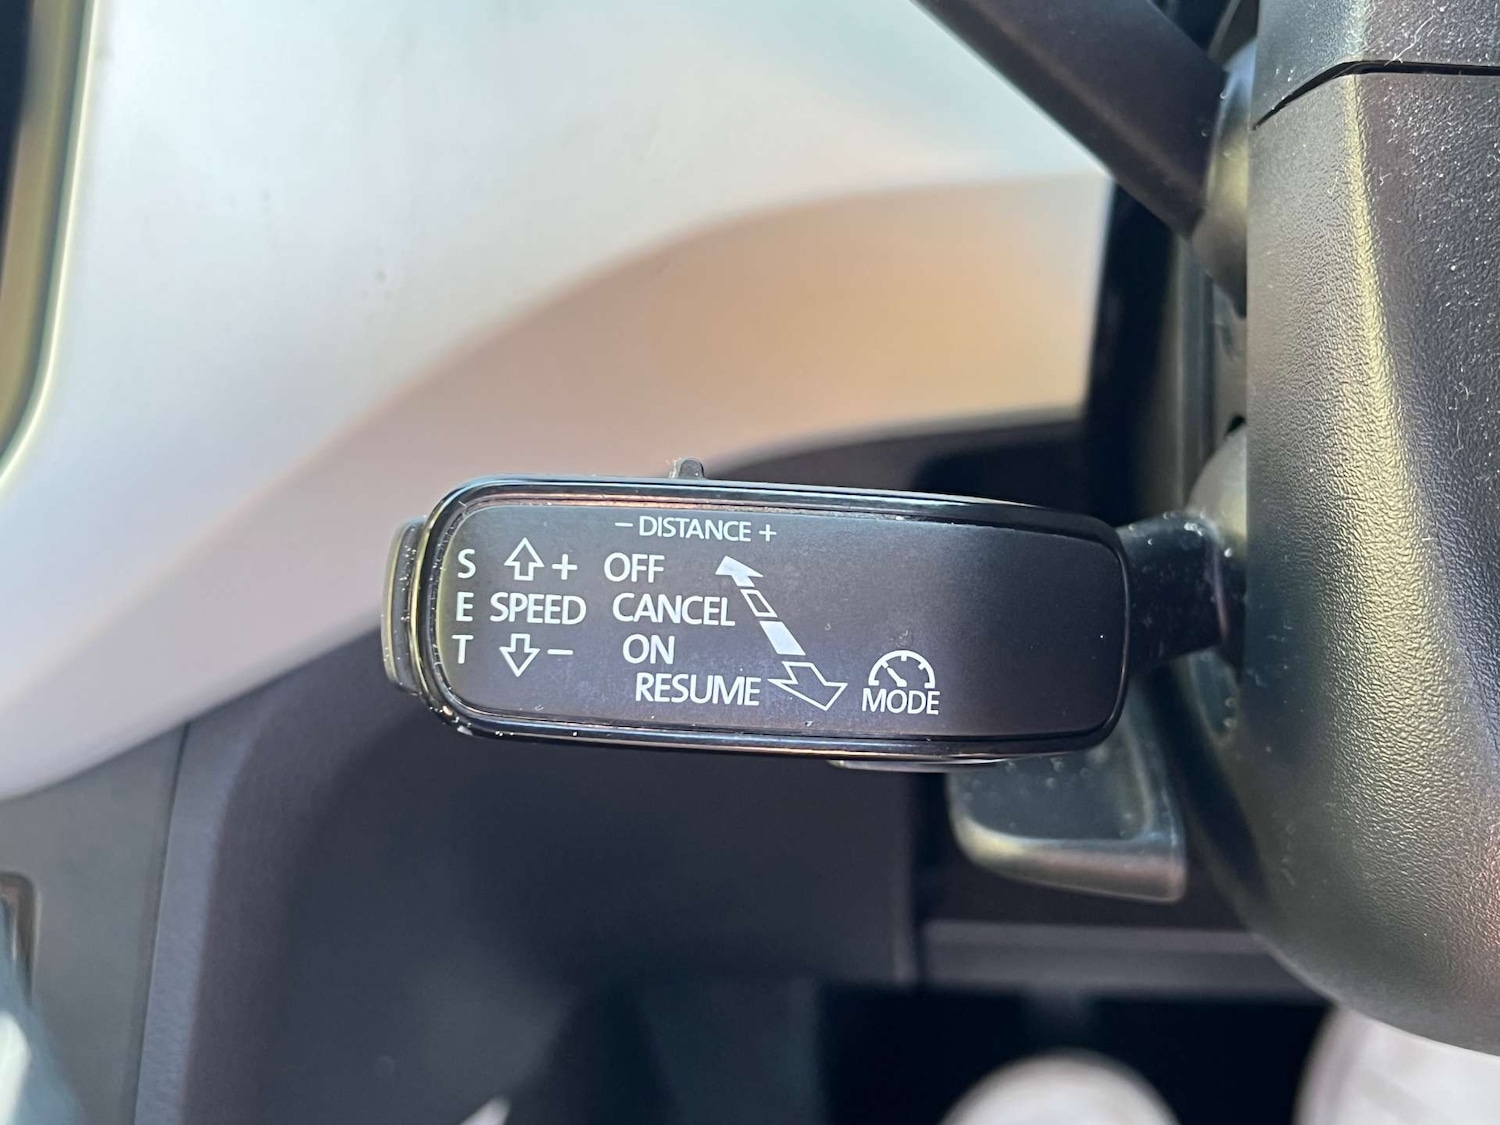 − DISTANCE +
S + OFF
E SPEED CANCEL
T − ON
RESUME MODE